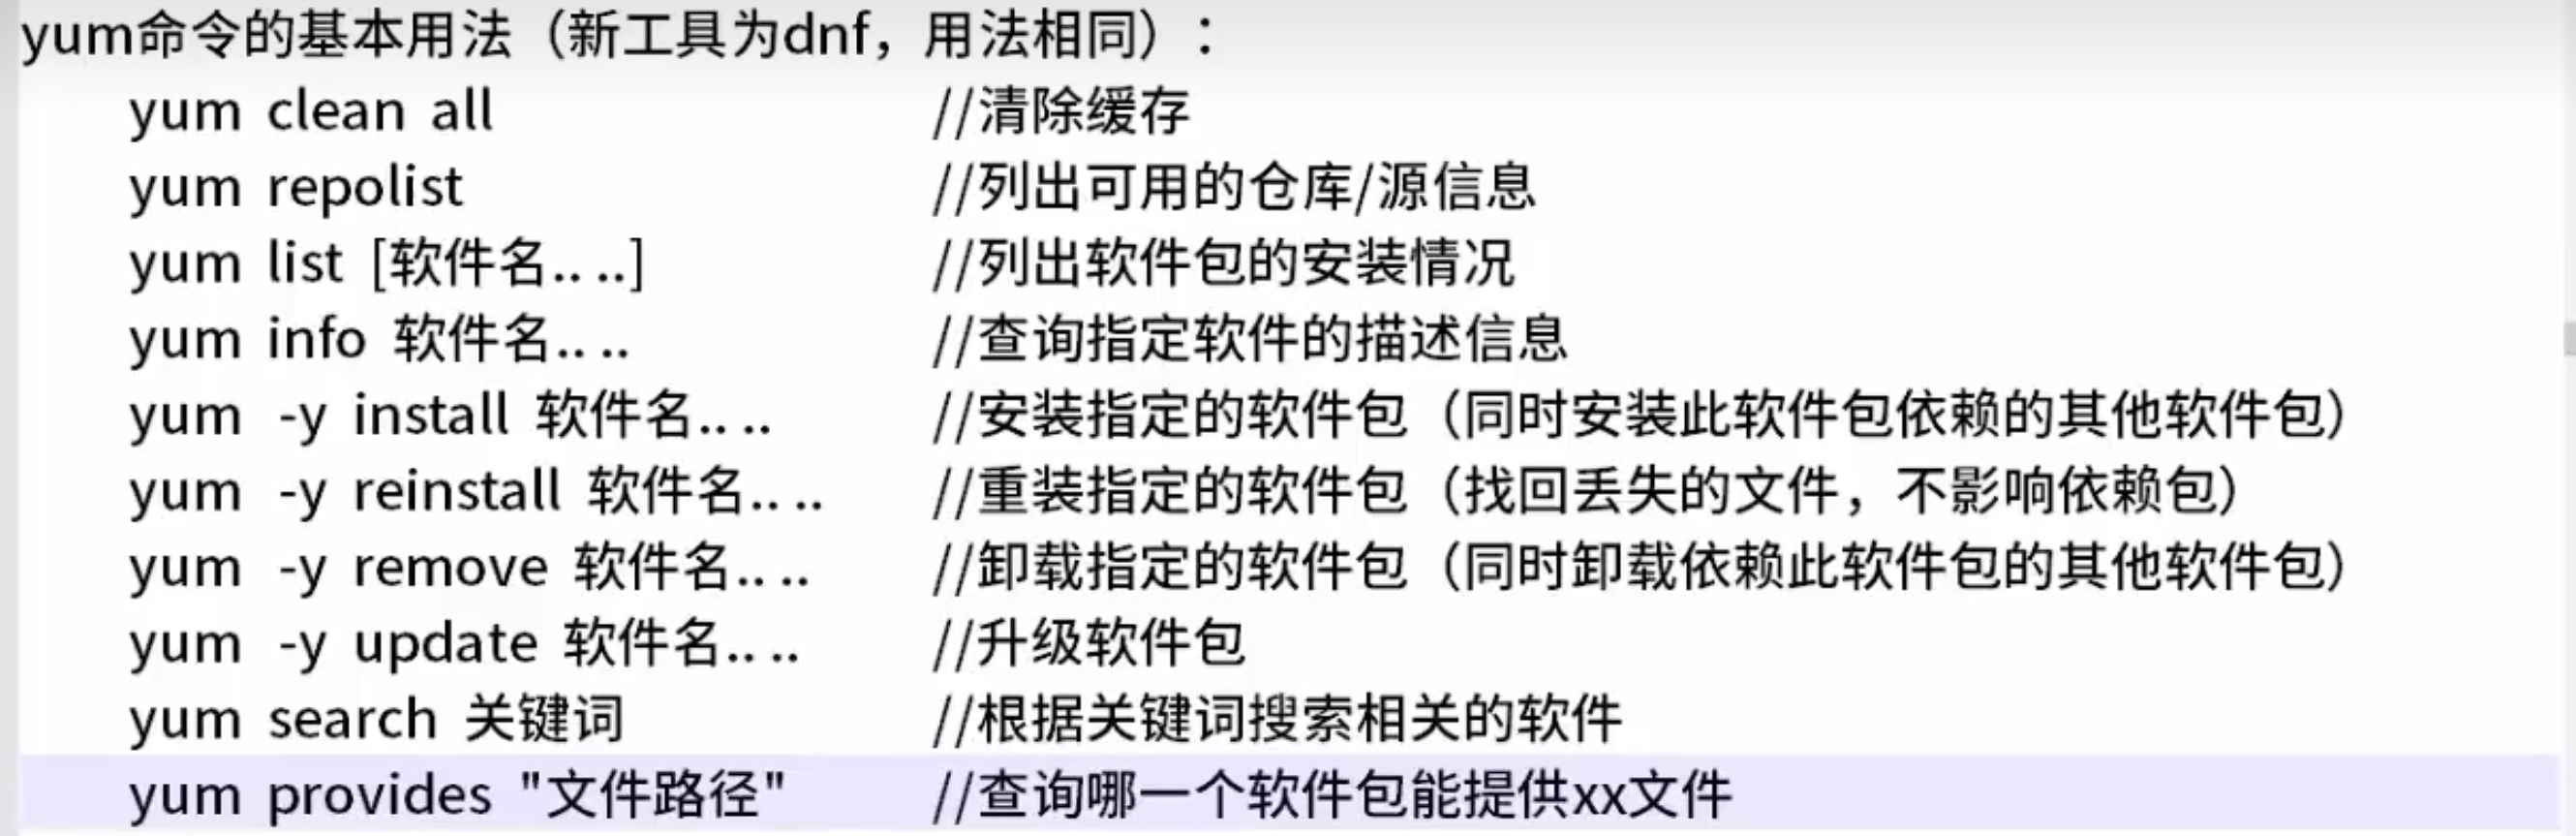 yum命令的基本用法（新工具为dnf，用法相同）：
yum clean all //清除缓存
yum repolist //列出可用的仓库/源信息
yum list [软件名.. ..] //列出软件包的安装情况
yum info 软件名.. .. //查询指定软件的描述信息
yum -y install 软件名.. .. //安装指定的软件包（同时安装此软件包依赖的其他软件包）
yum -y reinstall 软件名.. .. //重装指定的软件包（找回丢失的文件，不影响依赖包）
yum -y remove 软件名.. .. //卸载指定的软件包（同时卸载依赖此软件包的其他软件包）
yum -y update 软件名.. .. //升级软件包
yum search 关键词 //根据关键词搜索相关的软件
yum provides "文件路径" //查询哪一个软件包能提供xx文件